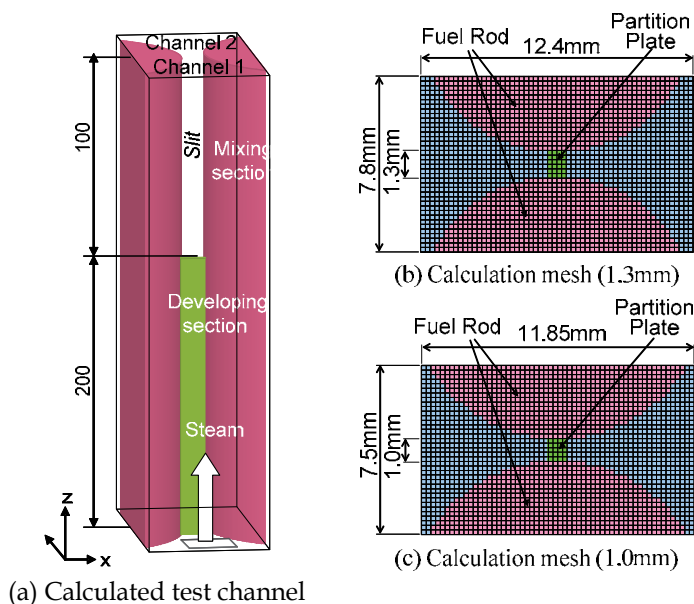 Channel 2
Channel 1
100
Slit
Mixing
section
Developing
section
200
Steam
z
x
(a) Calculated test channel
Partition
Plate
Fuel Rod
12.4mm
7.8mm
1.3mm
(b) Calculation mesh (1.3mm)
Partition
Plate
Fuel Rod
11.85mm
7.5mm
1.0mm
(c) Calculation mesh (1.0mm)